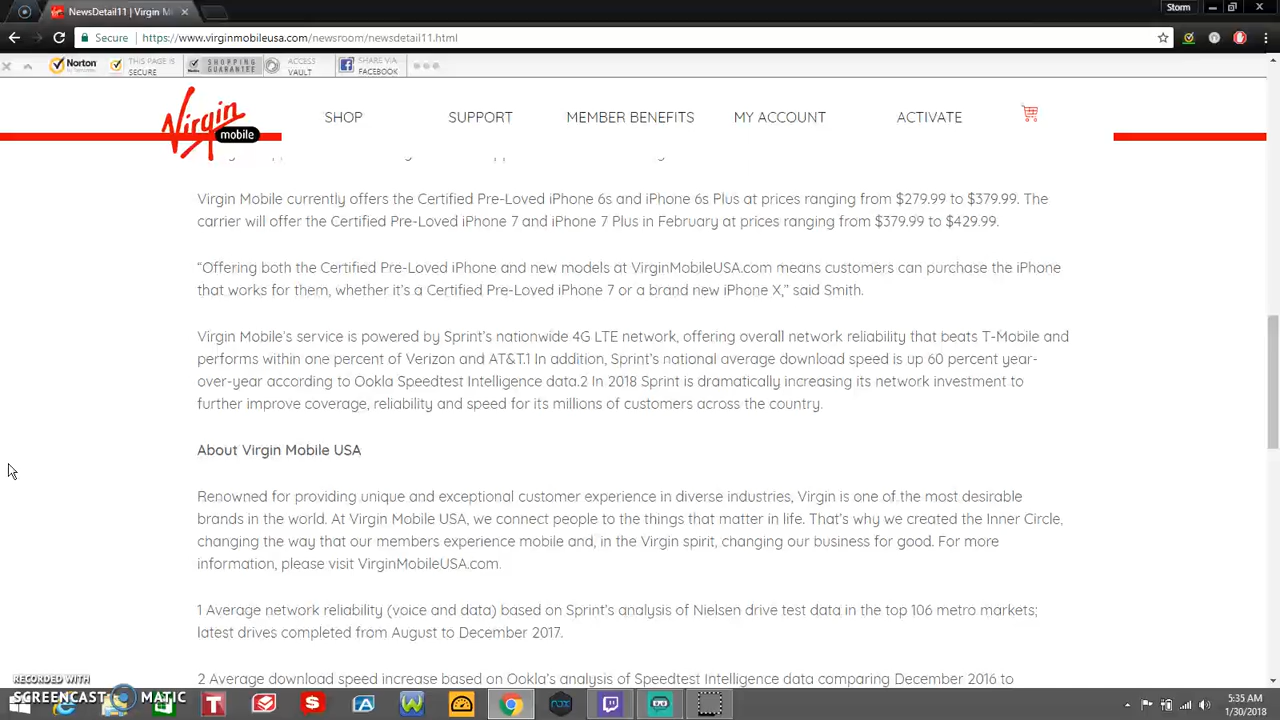 Storm
NewsDetail11 | Virgin M
Secure https://www.virginmobileusa.com/newsroom/newsdetail11.html
Norton
THIS PAGE IS
SECURE
SHOPPING
GUARANTEE
ACCESS
VAULT
SHARE VIA
FACEBOOK
Virgin
mobile
SHOP SUPPORT MEMBER BENEFITS MY ACCOUNT ACTIVATE
Virgin Mobile currently offers the Certified Pre-Loved iPhone 6s and iPhone 6s Plus at prices ranging from $279.99 to $379.99. The
carrier will offer the Certified Pre-Loved iPhone 7 and iPhone 7 Plus in February at prices ranging from $379.99 to $429.99.
“Offering both the Certified Pre-Loved iPhone and new models at VirginMobileUSA.com means customers can purchase the iPhone
that works for them, whether it’s a Certified Pre-Loved iPhone 7 or a brand new iPhone X,” said Smith.
Virgin Mobile’s service is powered by Sprint’s nationwide 4G LTE network, offering overall network reliability that beats T-Mobile and
performs within one percent of Verizon and AT&T.1 In addition, Sprint’s national average download speed is up 60 percent year-
over-year according to Ookla Speedtest Intelligence data.2 In 2018 Sprint is dramatically increasing its network investment to
further improve coverage, reliability and speed for its millions of customers across the country.
About Virgin Mobile USA
Renowned for providing unique and exceptional customer experience in diverse industries, Virgin is one of the most desirable
brands in the world. At Virgin Mobile USA, we connect people to the things that matter in life. That’s why we created the Inner Circle,
changing the way that our members experience mobile and, in the Virgin spirit, changing our business for good. For more
information, please visit VirginMobileUSA.com.
1 Average network reliability (voice and data) based on Sprint’s analysis of Nielsen drive test data in the top 106 metro markets;
latest drives completed from August to December 2017.
2 Average download speed increase based on Ookla’s analysis of Speedtest Intelligence data comparing December 2016 to
RECORDED WITH
SCREENCAST MATIC
5:35 AM
1/30/2018